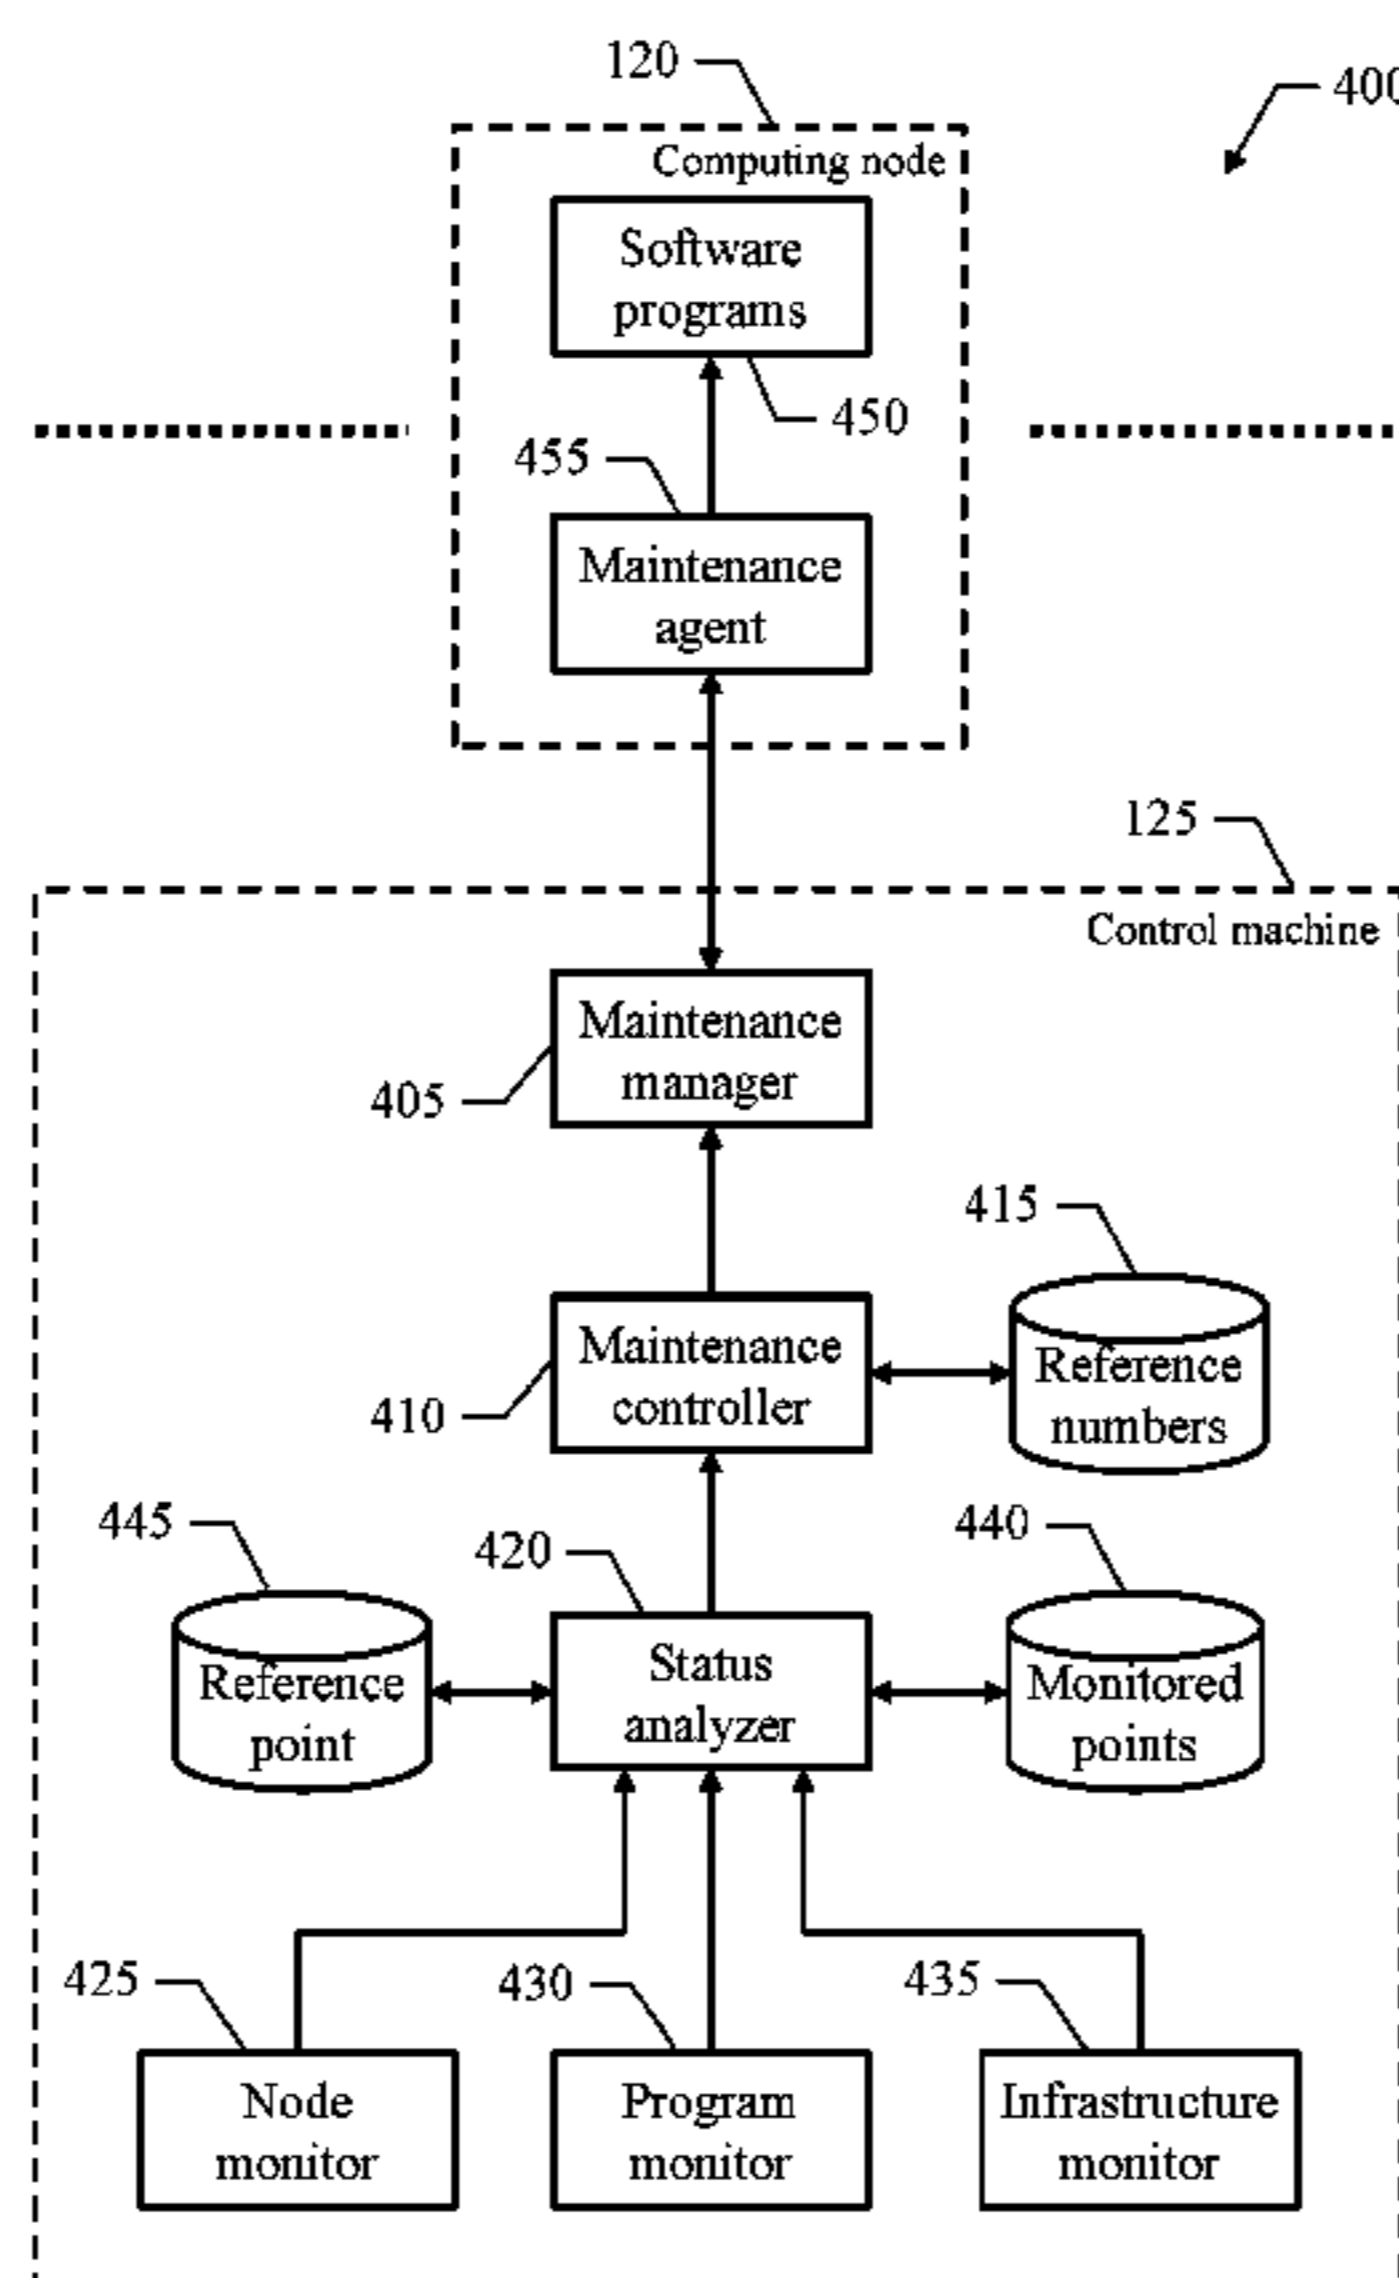 120
400
Computing node
Software
programs
450
455
Maintenance
agent
125
Control machine
Maintenance
manager
405
415
Maintenance
controller
Reference
numbers
410
445
420
440
Status
analyzer
Reference
point
Monitored
points
425
430
435
Node
monitor
Program
monitor
Infrastructure
monitor